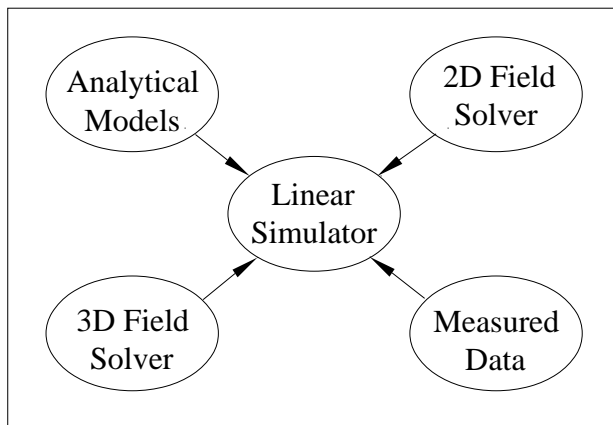 Analytical
Models
2D Field
Solver
Linear
Simulator
3D Field
Solver
Measured
Data